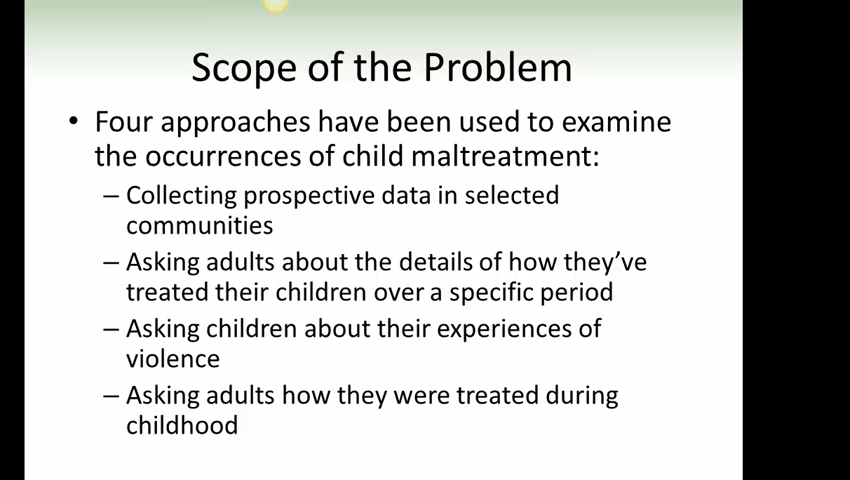 Scope of the Problem
• Four approaches have been used to examine
the occurrences of child maltreatment:
– Collecting prospective data in selected
communities
– Asking adults about the details of how they’ve
treated their children over a specific period
– Asking children about their experiences of
violence
– Asking adults how they were treated during
childhood